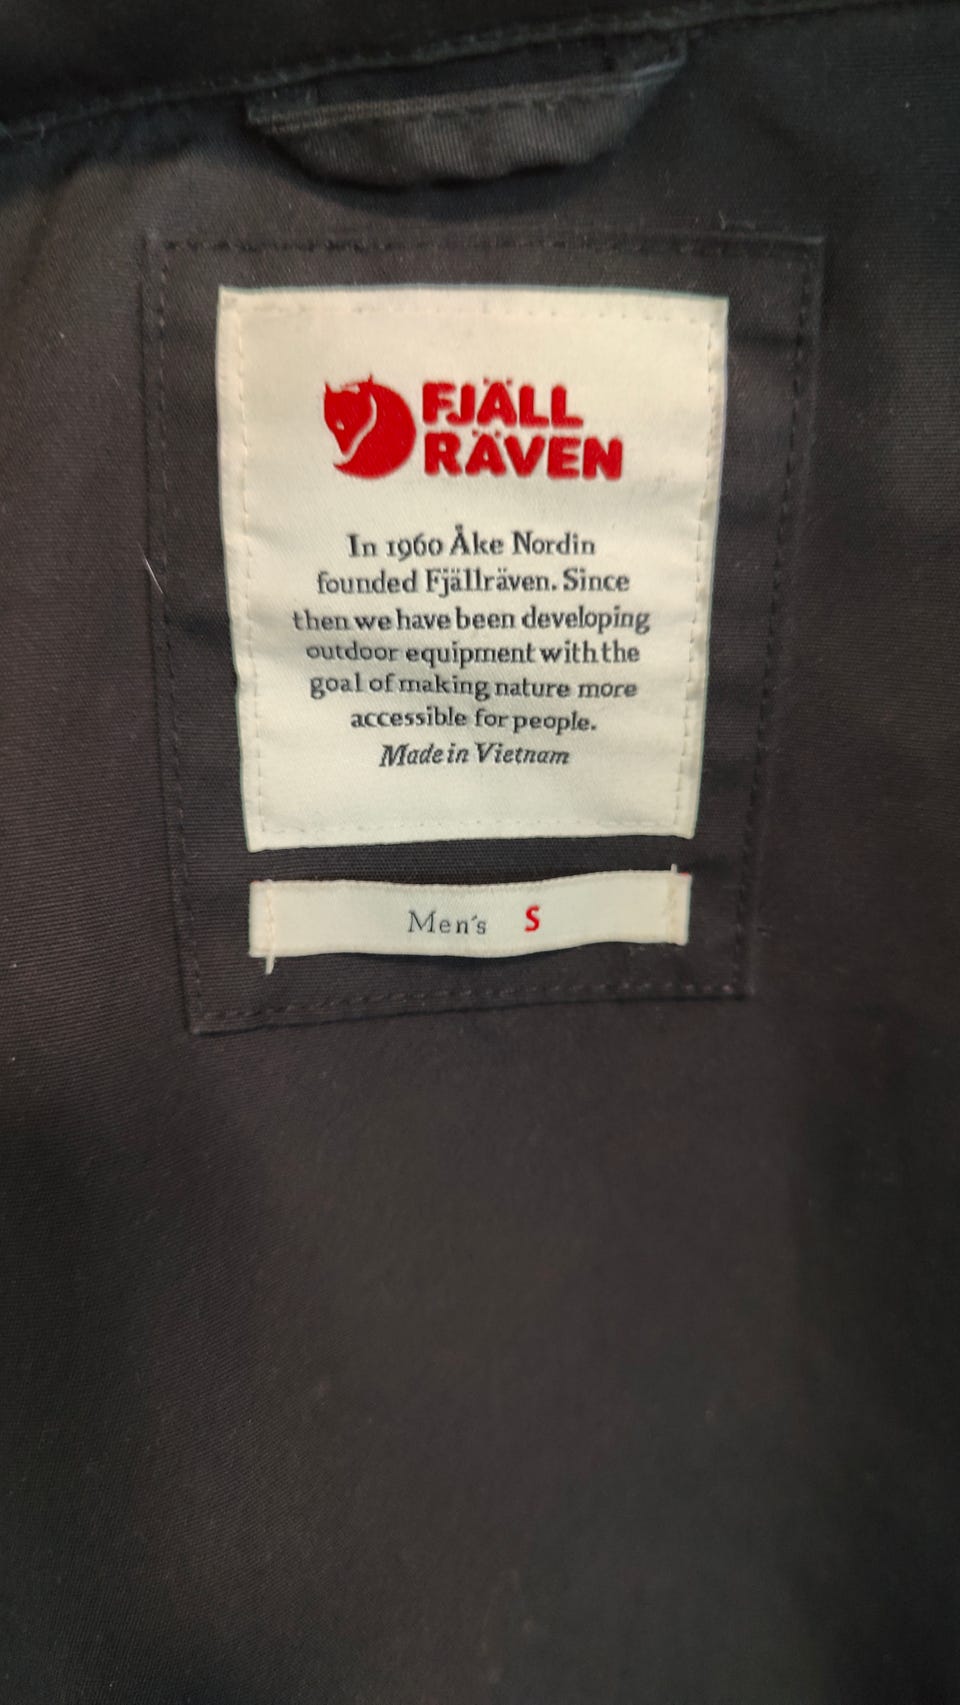 FJÄLL
RÄVEN
In 1960 Åke Nordin
founded Fjällräven. Since
then we have been developing
outdoor equipment with the
goal of making nature more
accessible for people.
Made in Vietnam
Men's S